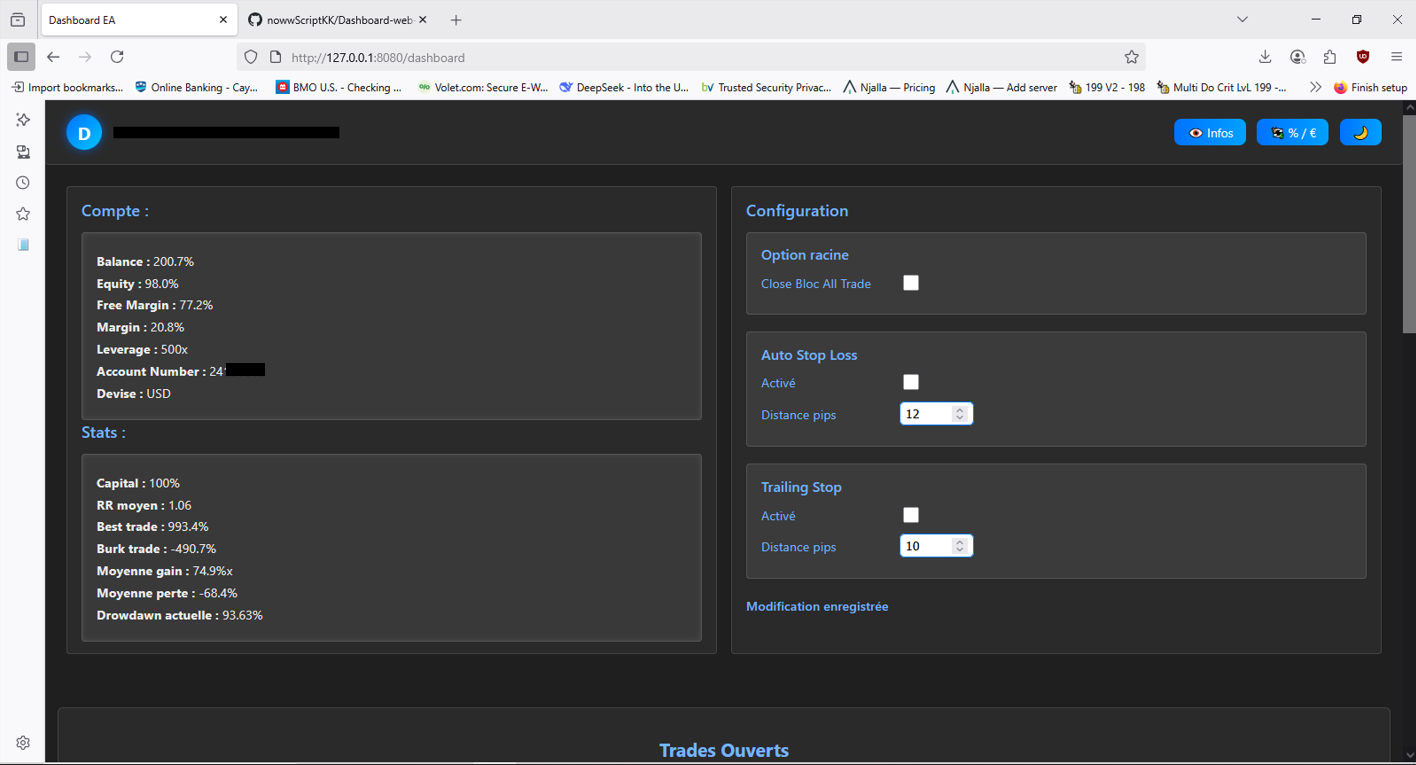 Dashboard EA
nowwScriptKK/Dashboard-web-
http://127.0.0.1:8080/dashboard
Import bookmarks...
Online Banking - Cay...
BMO U.S. - Checking ...
Volet.com: Secure E-W...
DeepSeek - Into the U...
Trusted Security Privac...
Njalla — Pricing
Njalla — Add server
199 V2 - 198
Multi Do Crit LvL 199 -...
Finish setup
D
Infos
% / €
Compte :
Balance : 200.7%
Equity : 98.0%
Free Margin : 77.2%
Margin : 20.8%
Leverage : 500x
Account Number : 241
Devise : USD
Stats :
Capital : 100%
RR moyen : 1.06
Best trade : 993.4%
Burk trade : -490.7%
Moyenne gain : 74.9%x
Moyenne perte : -68.4%
Drowdawn actuelle : 93.63%
Configuration
Option racine
Close Bloc All Trade
Auto Stop Loss
Activé
Distance pips 12
Trailing Stop
Activé
Distance pips 10
Modification enregistrée
Trades Ouverts